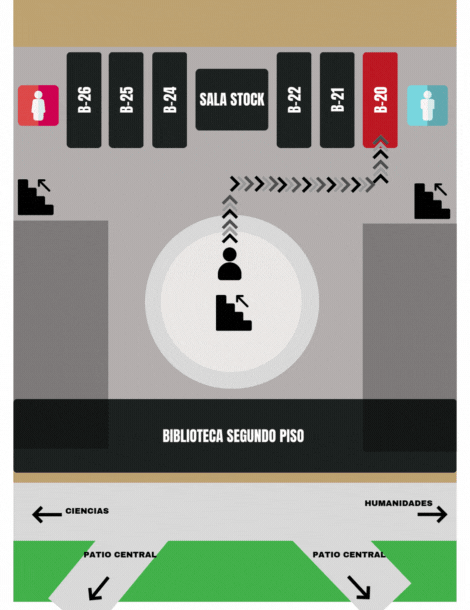 B-26
B-25
B-24
SALA STOCK
B-22
B-21
B-20
BIBLIOTECA SEGUNDO PISO
CIENCIAS
HUMANIDADES
PATIO CENTRAL
PATIO CENTRAL